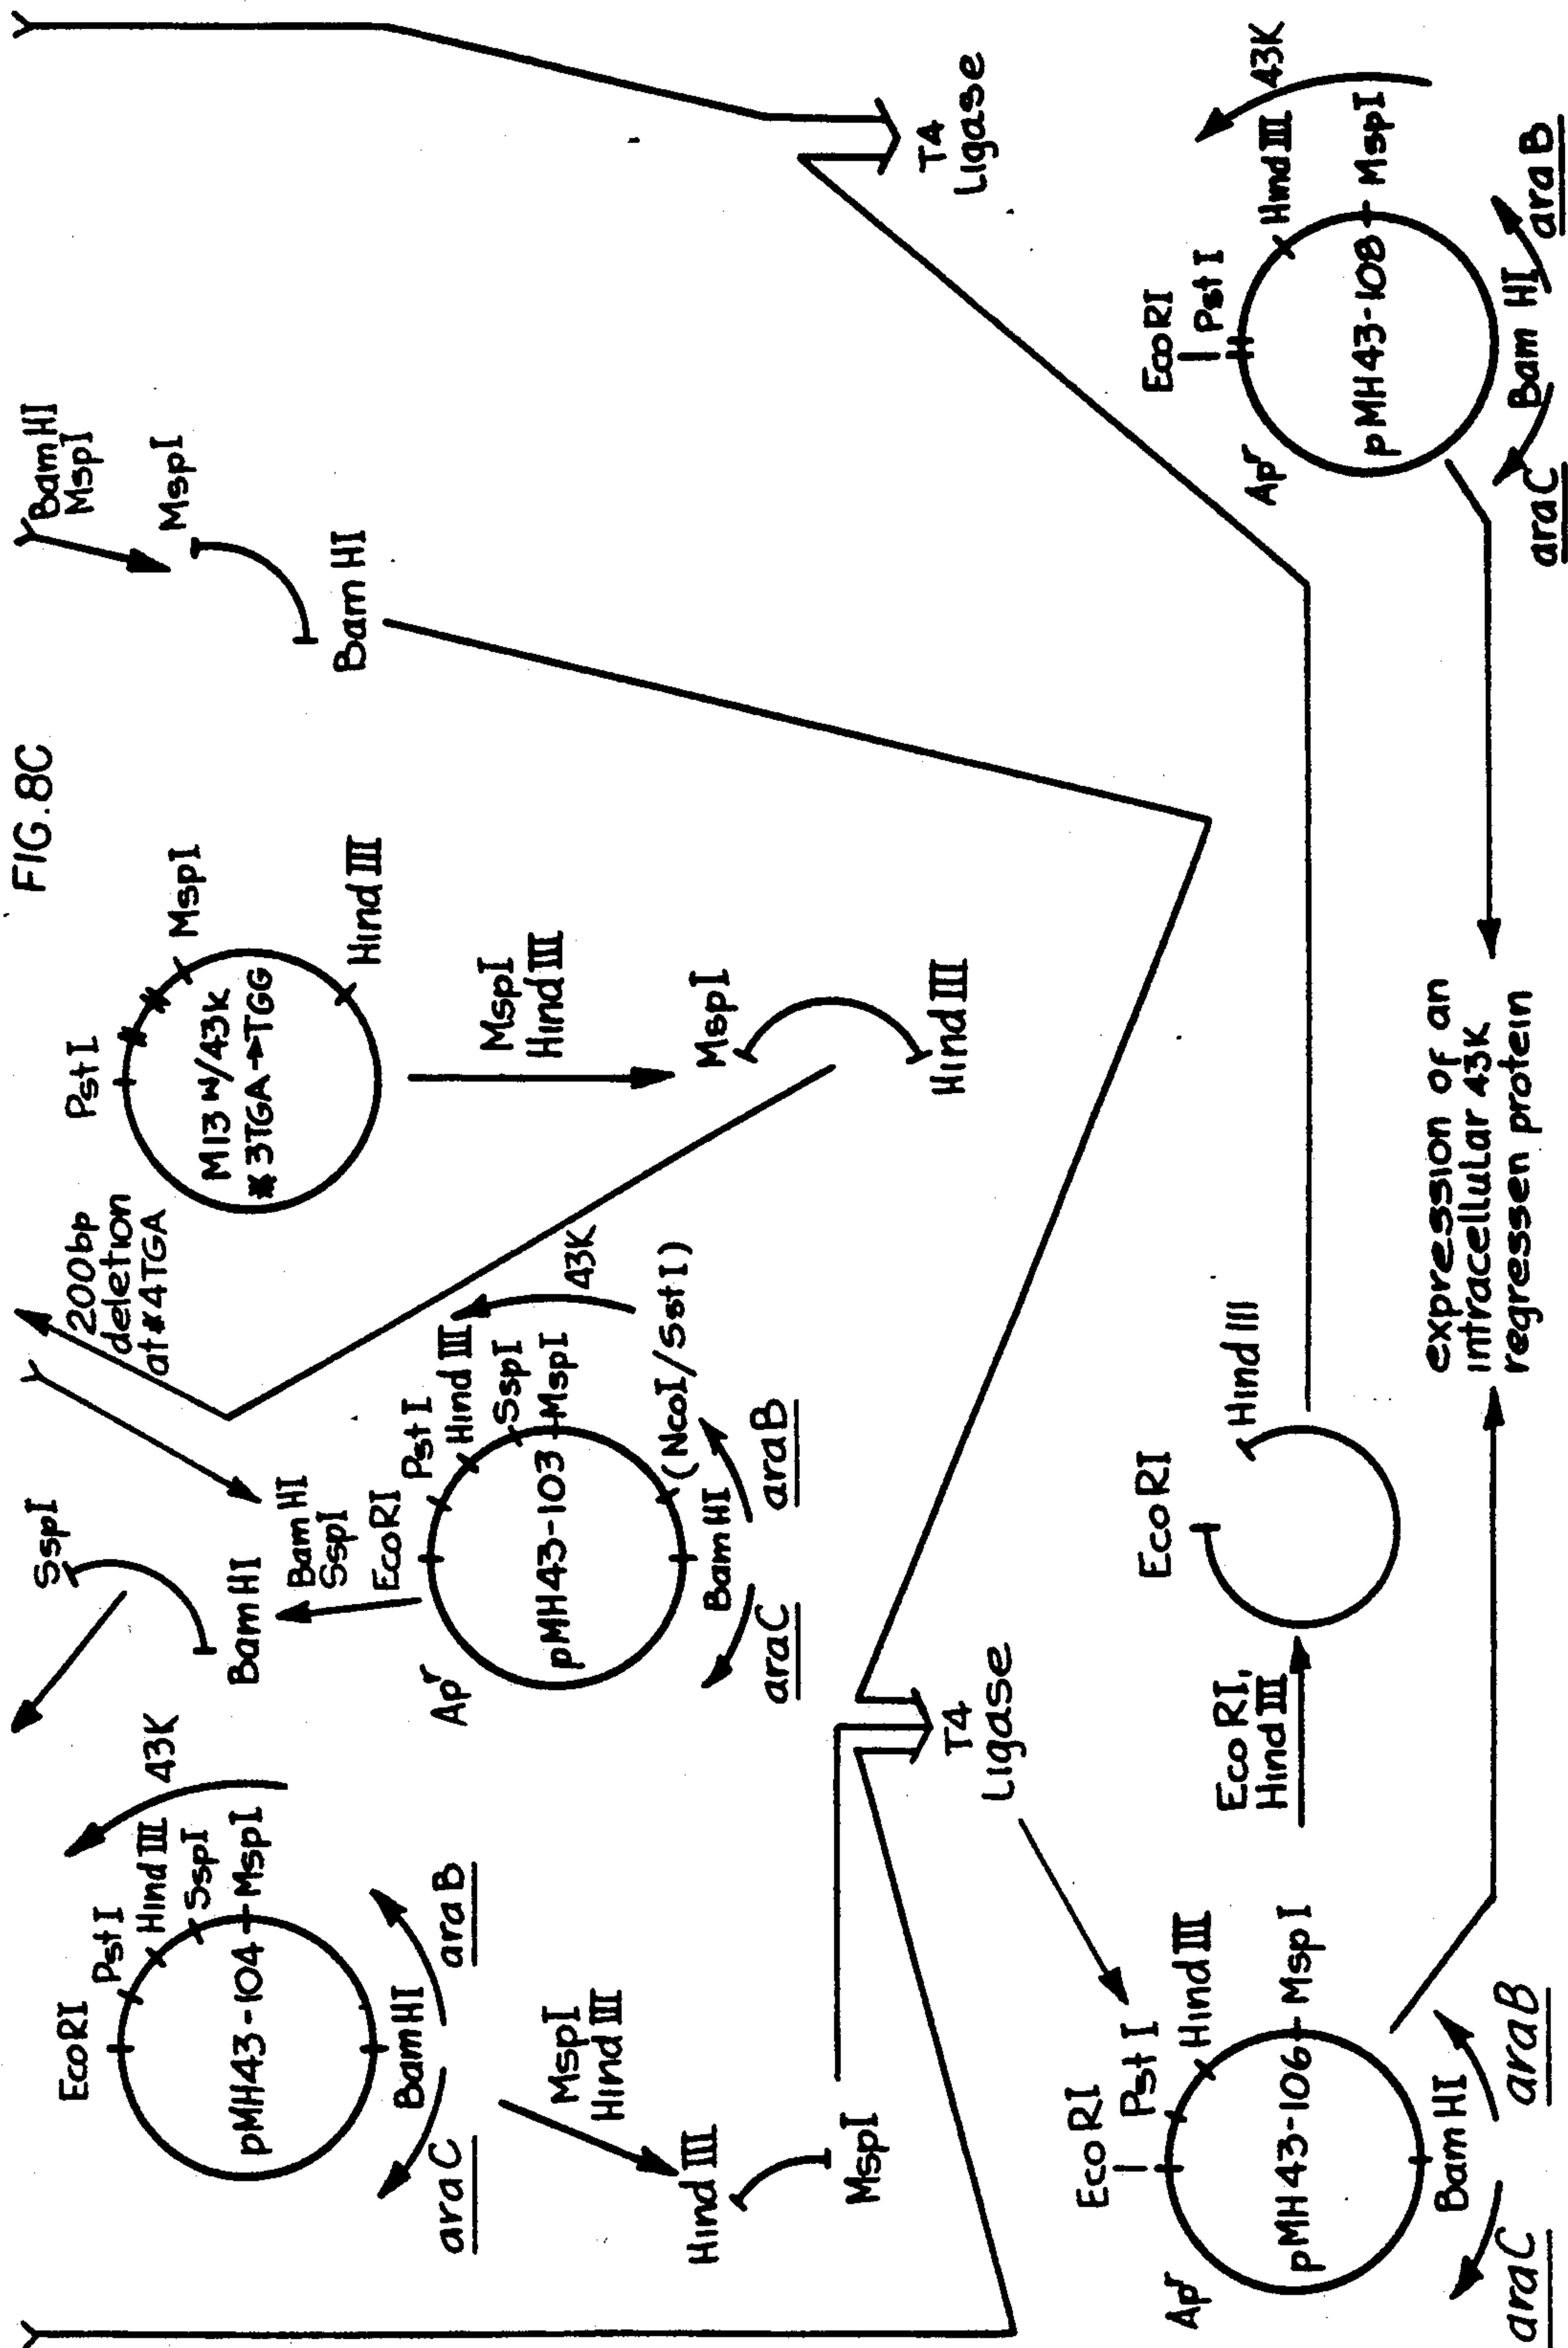 FIG.8C
EcoRI
PstI
HindIII
SspI
MspI
43K
pMH43-104
BamHI
araC
araB
MspI
HindIII
HindIII
MspI
SspI
BamHI
BamHI
SspI
EcoRI
PstI
HindIII
SspI
MspI
43K
Apr
pMH43-103
(NcoI/SstI)
BamHI
araC
araB
200bp
deletion
at*4TGA
PstI
MspI
HindIII
M13 w/43K
*3TGA→TGG
MspI
HindIII
MspI
HindIII
BamHI
MspI
MspI
BamHI
T4
Ligase
T4
Ligase
EcoRI
PstI
HindIII
MspI
Apr
pMH43-106
BamHI
araC
araB
EcoRI,
HindIII
EcoRI
HindIII
expression of an
intracellular 43K
regressen protein
EcoRI
PstI
HindIII
43K
MspI
Apr
pMH43-108
BamHI
araC
araB